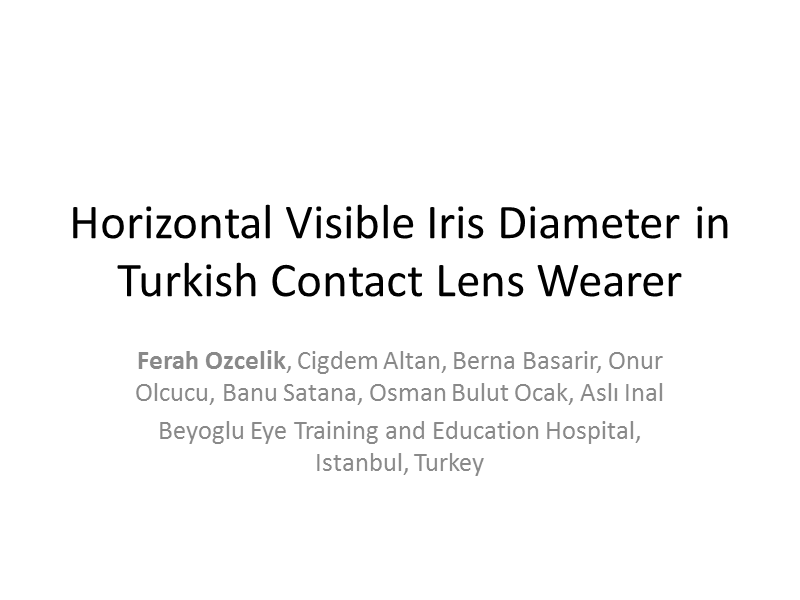 Horizontal Visible Iris Diameter in
Turkish Contact Lens Wearer
Ferah Ozcelik, Cigdem Altan, Berna Basarir, Onur
Olcucu, Banu Satana, Osman Bulut Ocak, Aslı Inal
Beyoglu Eye Training and Education Hospital,
Istanbul, Turkey